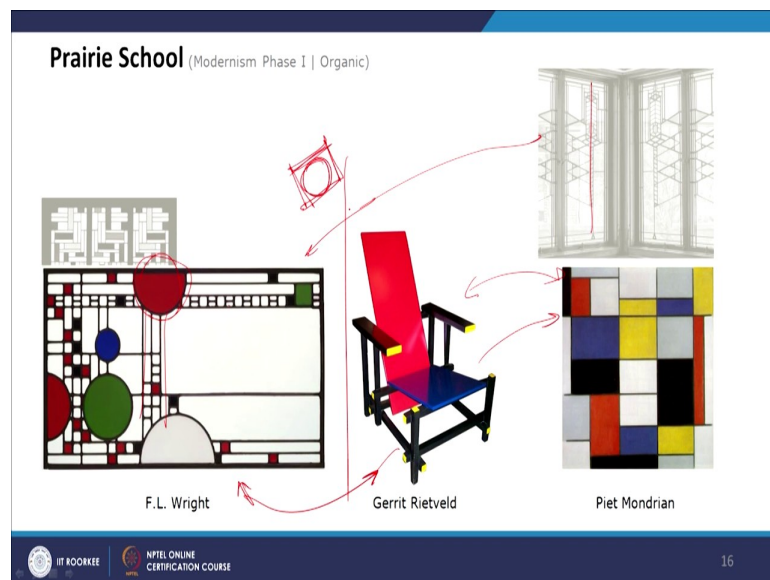 Prairie School (Modernism Phase I | Organic)
F.L. Wright
Gerrit Rietveld
Piet Mondrian
IIT ROORKEE
NPTEL ONLINE
CERTIFICATION COURSE
16